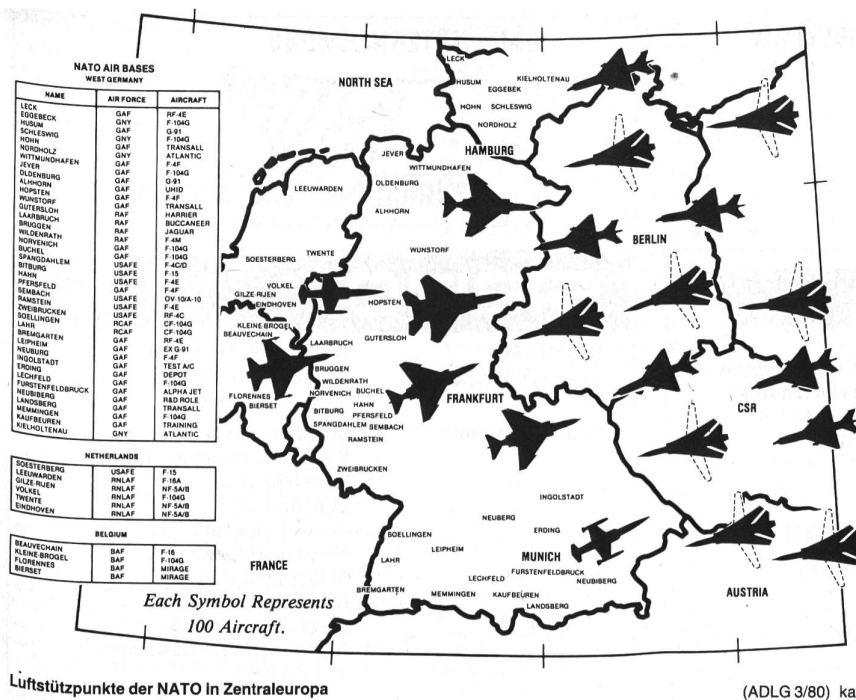 NATO AIR BASES
WEST GERMANY
NAME AIR FORCE AIRCRAFT
LECK
EGGEBECK GAF RF-4E
HUSUM GNY F-104G
SCHLESWIG GAF G-91
HOHN GAF TRANSALL
NORDHOLZ GNY ATLANTIC
WITTMUNDHAFEN GAF F-4F
JEVER GAF F-104G
OLDENBURG GAF G-91
ALHHORN GAF UHID
HOPSTEN GAF F-4F
WUNSTORF GAF TRANSALL
GUTERSLOH RAF HARRIER
LAARBRUCH RAF BUCCANEER
BRUGGEN RAF JAGUAR
WILDENRATH RAF F-4M
NORVENICH GAF F-104G
BUCHEL GAF F-104G
SPANGDAHLEM USAFE F-4C/D
BITBURG USAFE F-15
HAHN USAFE F-4E
PFERSFELD GAF F-4F
SEMBACH USAFE OV-10/A-10
RAMSTEIN USAFE F-4E
ZWEIBRUCKEN USAFE RF-4C
SOELLINGEN RCAF CF-104G
LAHR RCAF CF-104G
BREMGARTEN GAF RF-4E
LEIPHEIM GAF EX G-91
NEUBURG GAF F-4F
INGOLSTADT GAF TEST A/C
ERDING GAF DEPOT
LECHFELD GAF F-104G
FURSTENFELDBRUCK GAF ALPHA JET
NEUBIBERG GAF R&D ROLE
LANDSBERG GAF TRANSALL
MEMMINGEN GAF F-104G
KAUFBEUREN GAF TRAINING
KIELHOLTENAU GNY ATLANTIC
NETHERLANDS
SOESTERBERG USAFE F-15
LEEUWARDEN RNLAF F-16A
GILZE-RIJEN RNLAF NF-5A/B
VOLKEL RNLAF F-104G
TWENTE RNLAF NF-5A/B
EINDHOVEN RNLAF NF-5A/B
BELGIUM
BEAUVECHAIN BAF F-16
KLEINE-BROGEL BAF F-104G
FLORENNES BAF MIRAGE
BIERSET BAF MIRAGE
LECK
NORTH SEA
HUSUM
KIELHOLTENAU
EGGEBEK
HOHN
SCHLESWIG
NORDHOLZ
HAMBURG
JEVER
WITTMUNDHAFEN
OLDENBURG
LEEUWARDEN
ALHHORN
BERLIN
WUNSTORF
TWENTE
SOESTERBERG
VOLKEL
GILZE-RIJEN
EINDHOVEN
HOPSTEN
KLEINE-BROGEL
BEAUVECHAIN
GUTERSLOH
LAARBRUCH
BRUGGEN
WILDENRATH
NORVENICH
BUCHEL
FLORENNES
BIERSET
HAHN
FRANKFURT
BITBURG
PFERSFELD
CSR
SPANGDAHLEM
SEMBACH
RAMSTEIN
ZWEIBRUCKEN
INGOLSTADT
NEUBERG
ERDING
SOELLINGEN
LEIPHEIM
MUNICH
FRANCE
LAHR
FURSTENFELDBRUCK
LECHFELD
NEUBIBERG
BREMGARTEN
MEMMINGEN
KAUFBEUREN
LANDSBERG
AUSTRIA
Each Symbol Represents
100 Aircraft.
Luftstützpunkte der NATO in Zentraleuropa
(ADLG 3/80) ka